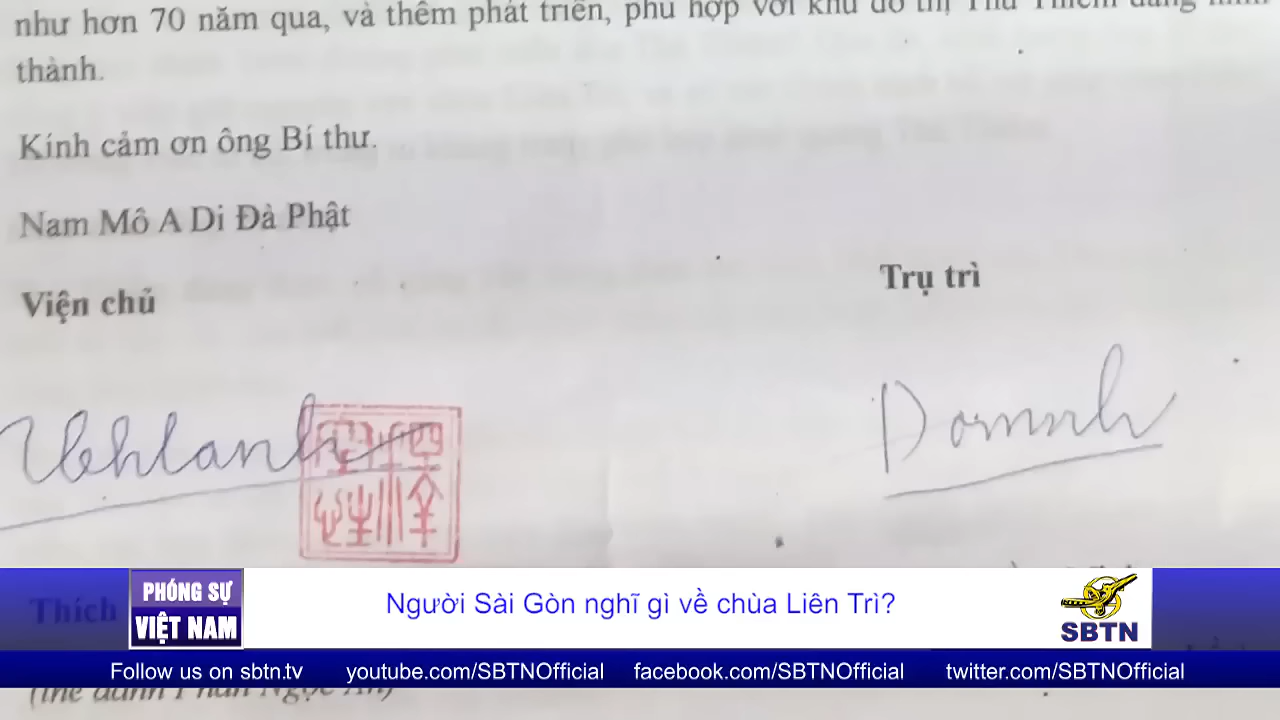 như hơn 70 năm qua, và thêm phát triển, phù hợp với khu đô thị Thủ Thiêm đang hình
thành.
Kính cảm ơn ông Bí thư.
Nam Mô A Di Đà Phật
Viện chủ
Trụ trì
Thích
PHÓNG SỰ
VIỆT NAM
Người Sài Gòn nghĩ gì về chùa Liên Trì?
SBTN
Follow us on sbtn.tv youtube.com/SBTNOfficial facebook.com/SBTNOfficial twitter.com/SBTNOfficial